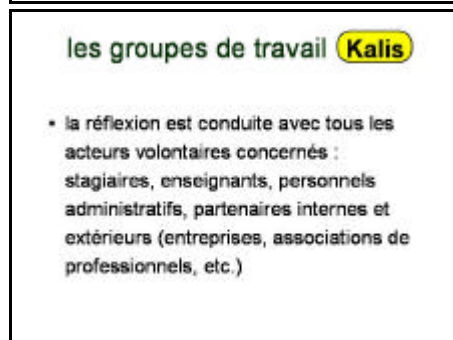 les groupes de travail Kalis
• la réflexion est conduite avec tous les
acteurs volontaires concernés :
stagiaires, enseignants, personnels
administratifs, partenaires internes et
extérieurs (entreprises, associations de
professionnels, etc.)